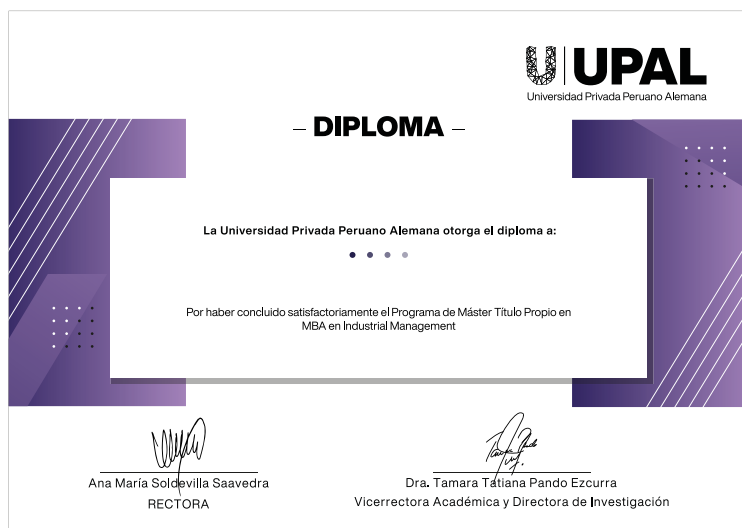 UPAL
Universidad Privada Peruano Alemana
– DIPLOMA –
La Universidad Privada Peruano Alemana otorga el diploma a:
Por haber concluido satisfactoriamente el Programa de Máster Título Propio en
MBA en Industrial Management
Ana María Soldevilla Saavedra
RECTORA
Dra. Tamara Tatiana Pando Ezcurra
Vicerrectora Académica y Directora de Investigación